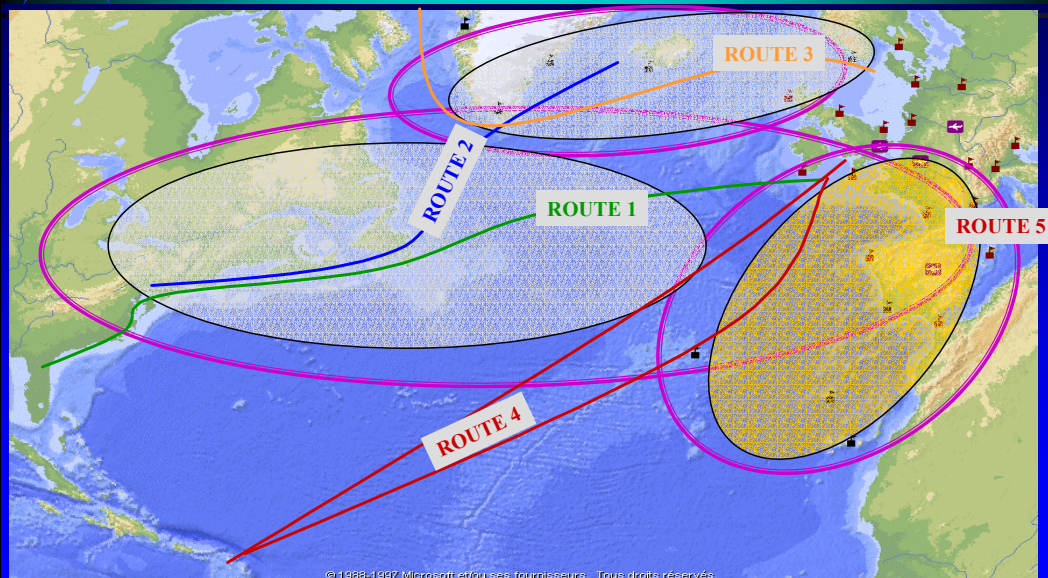 ROUTE 3
ROUTE 2
ROUTE 1
ROUTE 5
ROUTE 4
© 1988-1997 Microsoft et/ou ses fournisseurs. Tous droits réservés.